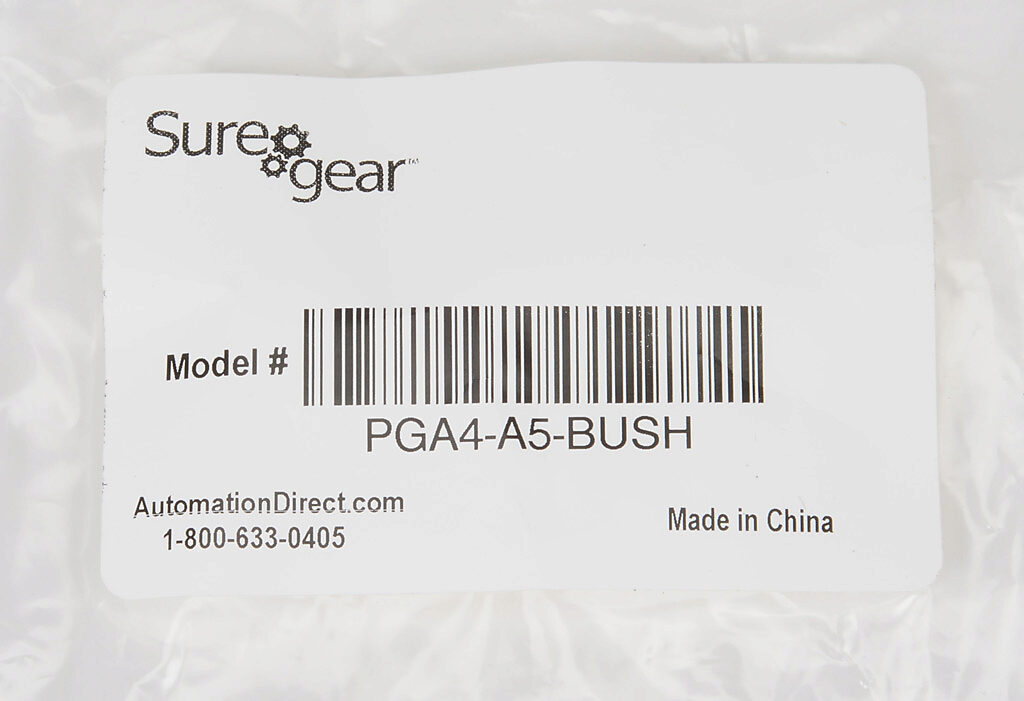 Sure
gear™
Model #
PGA4-A5-BUSH
AutomationDirect.com
1-800-633-0405
Made in China